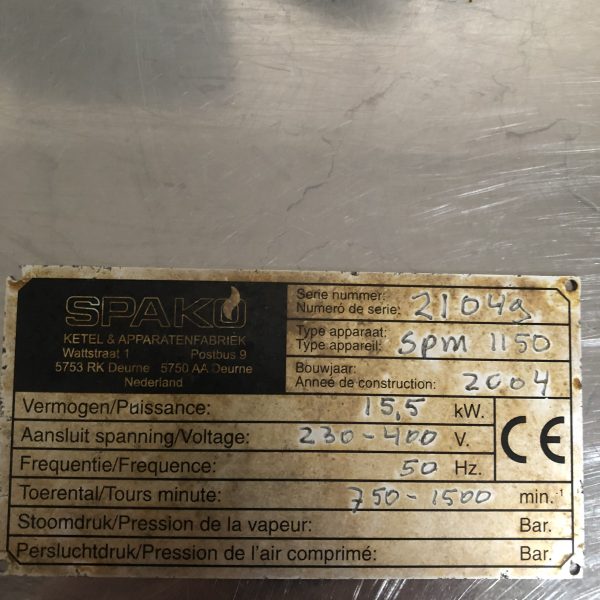 SPAKO
KETEL & APPARATENFABRIEK
Wattstraat 1 Postbus 9
5753 RK Deurne 5750 AA Deurne
Nederland
Serie nummer:
Numeró de serie: 21049
Type apparaat:
Type appareil: Spm 1150
Bouwjaar:
Anneé de construction: 2004
Vermogen/Puissance: 15,5 kW.
Aansluit spanning/Voltage: 230-400 V.
Frequentie/Frequence: 50 Hz.
Toerental/Tours minute: 750-1500 min.⁻¹
Stoomdruk/Pression de la vapeur: Bar.
Persluchtdruk/Pression de l'air comprimé: Bar.
CE